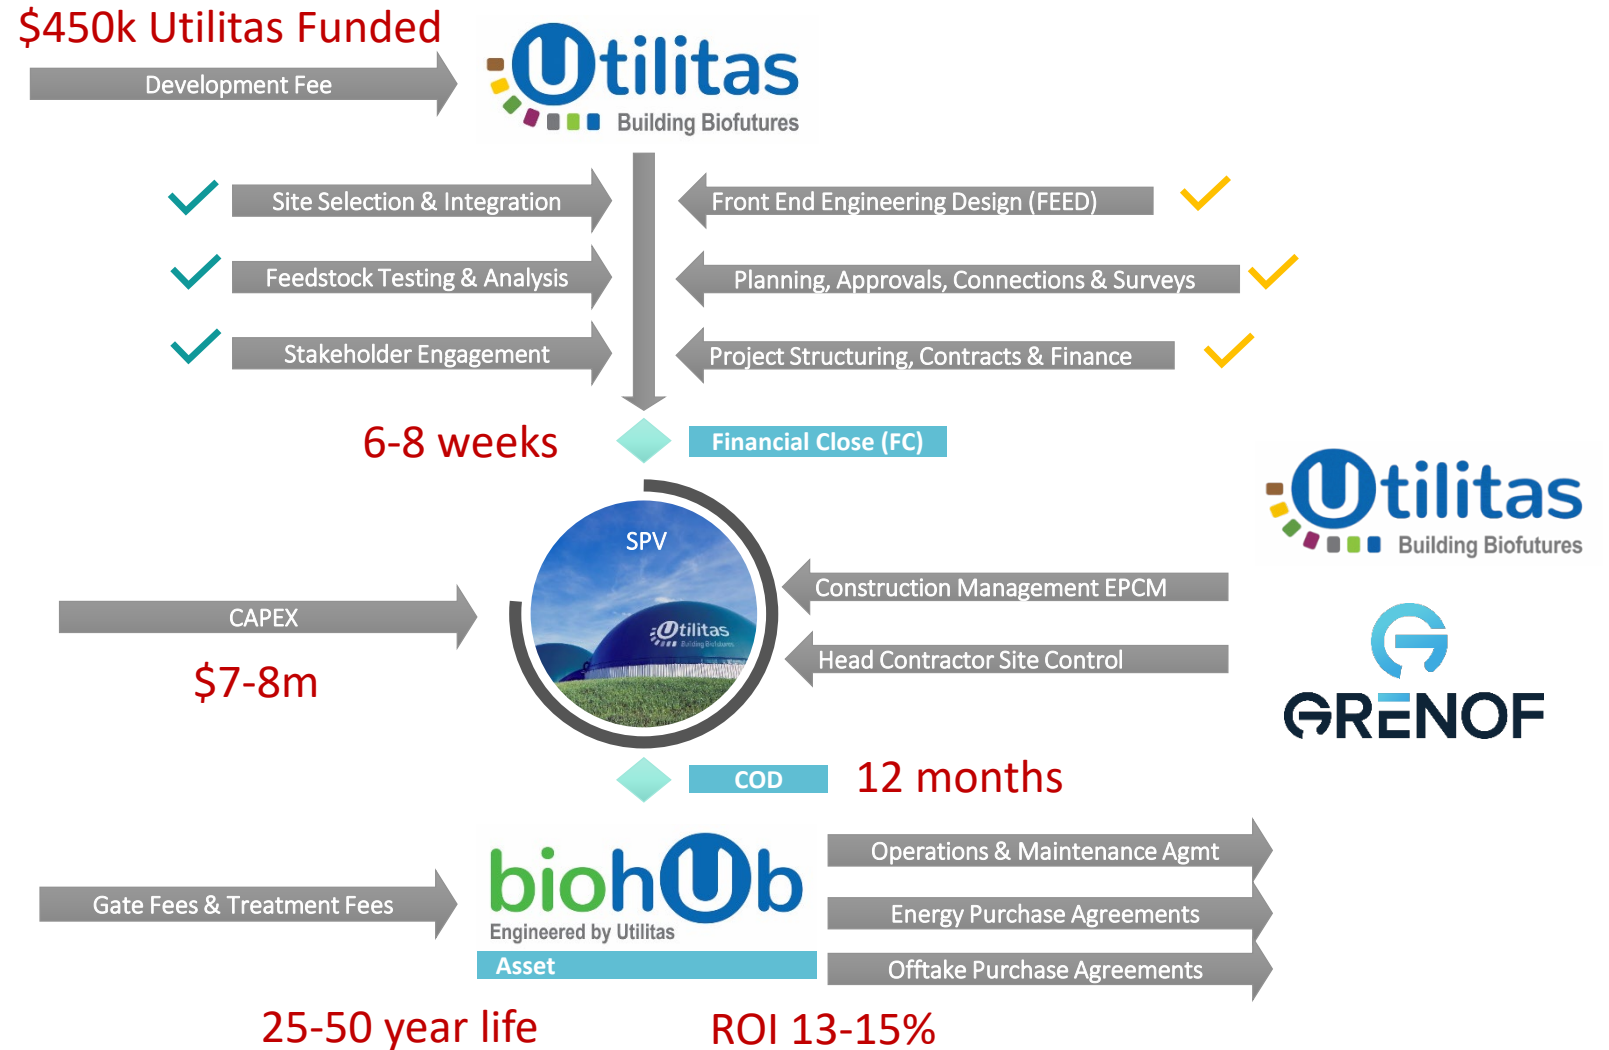 $450k Utilitas Funded
Development Fee
Utilitas
Building Biofutures
Site Selection & Integration
Front End Engineering Design (FEED)
Feedstock Testing & Analysis
Planning, Approvals, Connections & Surveys
Stakeholder Engagement
Project Structuring, Contracts & Finance
6-8 weeks
Financial Close (FC)
Utilitas
Building Biofutures
SPV
Utilitas
Building Biofutures
Construction Management EPCM
CAPEX
Head Contractor Site Control
$7-8m
GRENOF
COD
12 months
biohUb
Engineered by Utilitas
Asset
Operations & Maintenance Agmt
Gate Fees & Treatment Fees
Energy Purchase Agreements
Offtake Purchase Agreements
25-50 year life
ROI 13-15%